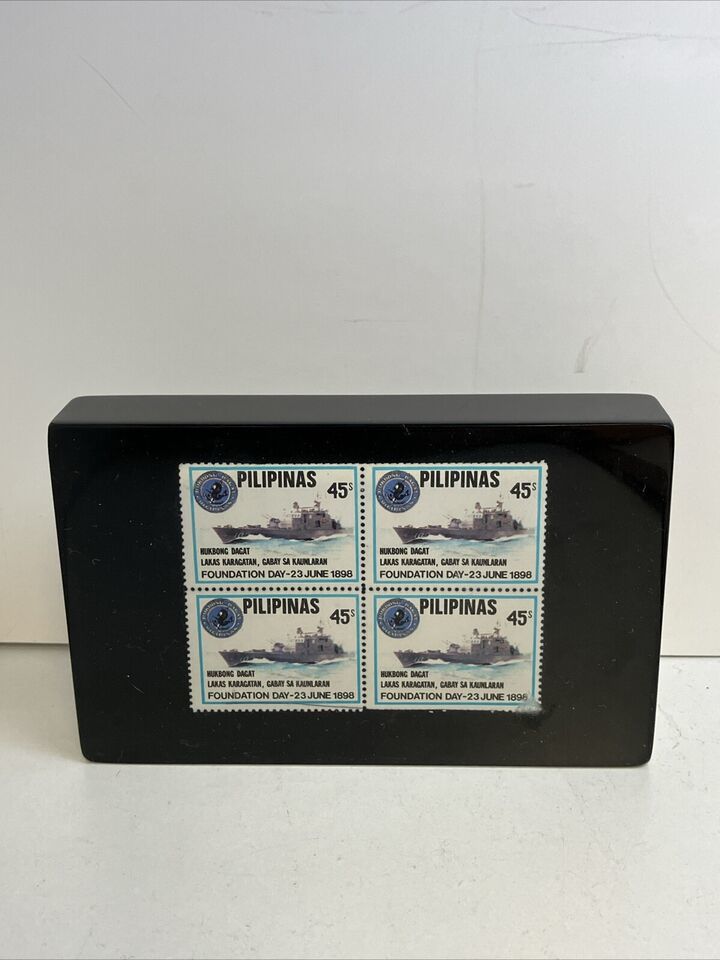 PILIPINAS 45s
HUKBONG DAGAT
LAKAS KARAGATAN, GABAY SA KAUNLARAN
FOUNDATION DAY-23 JUNE 1898
PILIPINAS 45s
HUKBONG DAGAT
LAKAS KARAGATAN, GABAY SA KAUNLARAN
FOUNDATION DAY-23 JUNE 1898
PILIPINAS 45s
HUKBONG DAGAT
LAKAS KARAGATAN, GABAY SA KAUNLARAN
FOUNDATION DAY-23 JUNE 1898
PILIPINAS 45s
HUKBONG DAGAT
LAKAS KARAGATAN, GABAY SA KAUNLARAN
FOUNDATION DAY-23 JUNE 1898